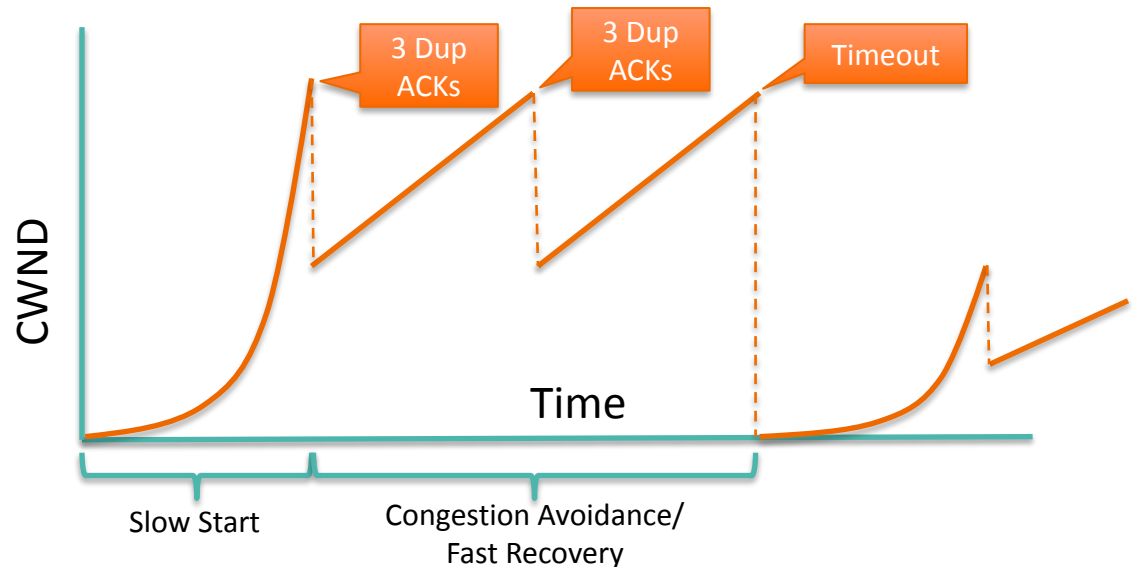 3 Dup
ACKs
3 Dup
ACKs
Timeout
CWND
Time
Slow Start
Congestion Avoidance/
Fast Recovery